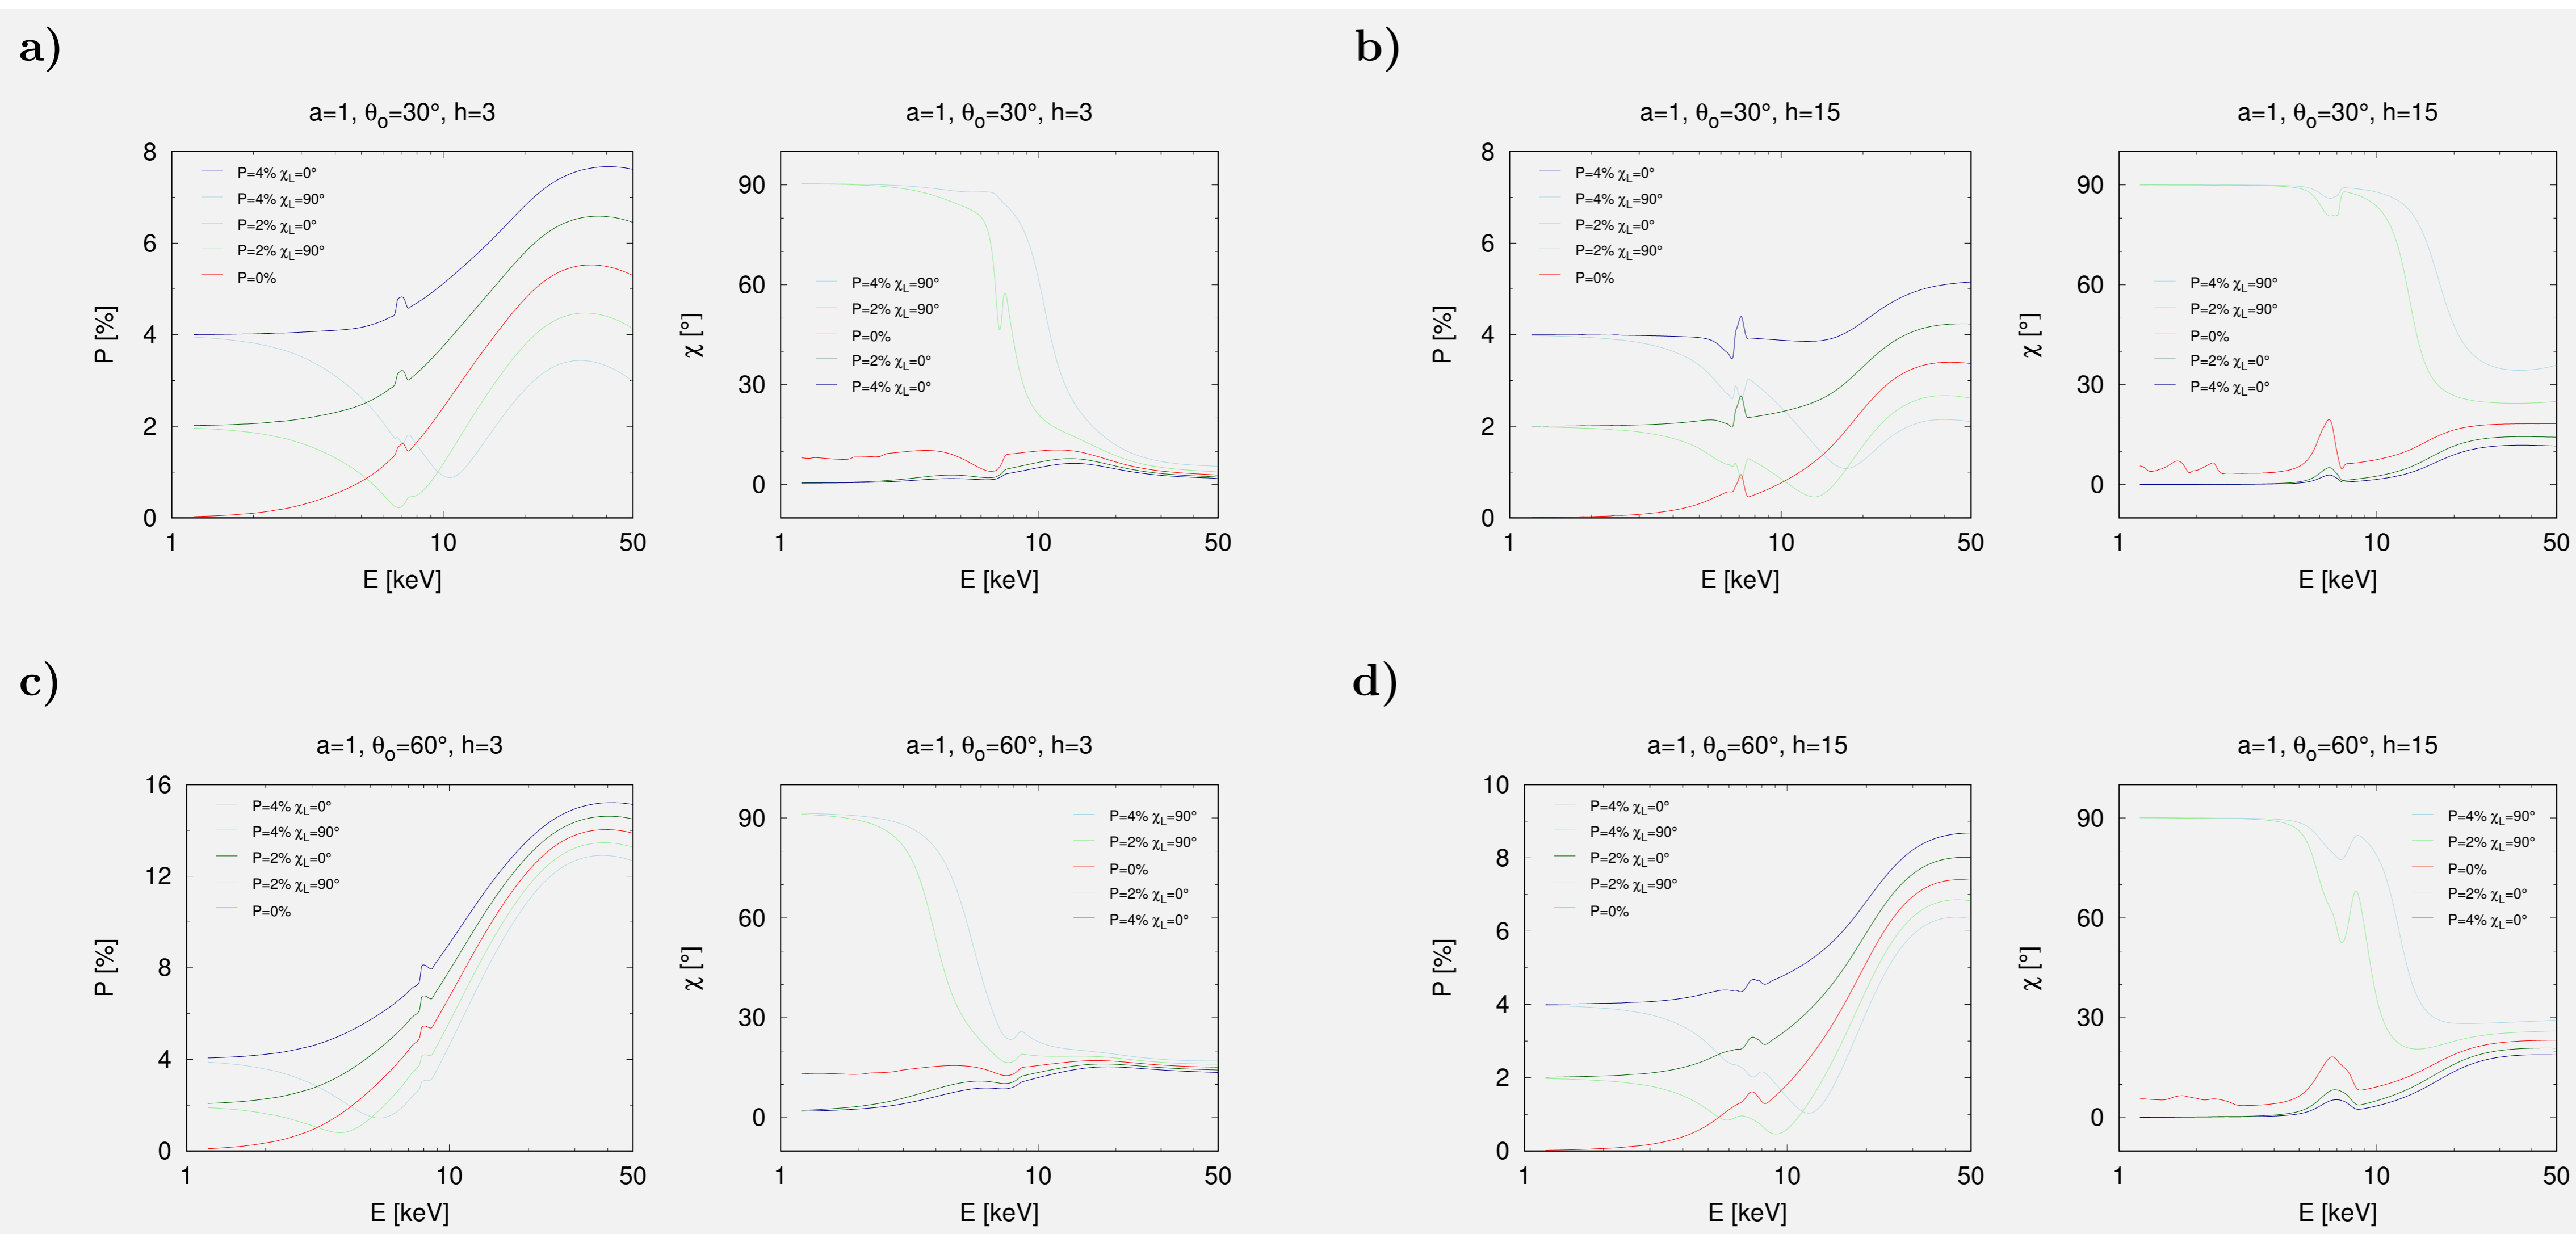 a)
a=1, θo=30°, h=3
P [%]
8
6
4
2
0
P=4% χL=0°
P=4% χL=90°
P=2% χL=0°
P=2% χL=90°
P=0%
1 10 50
E [keV]
a=1, θo=30°, h=3
χ [°]
90
60
30
0
P=4% χL=90°
P=2% χL=90°
P=0%
P=2% χL=0°
P=4% χL=0°
1 10 50
E [keV]
b)
a=1, θo=30°, h=15
P [%]
8
6
4
2
0
P=4% χL=0°
P=4% χL=90°
P=2% χL=0°
P=2% χL=90°
P=0%
1 10 50
E [keV]
a=1, θo=30°, h=15
χ [°]
90
60
30
0
P=4% χL=90°
P=2% χL=90°
P=0%
P=2% χL=0°
P=4% χL=0°
1 10 50
E [keV]
c)
a=1, θo=60°, h=3
P [%]
16
12
8
4
0
P=4% χL=0°
P=4% χL=90°
P=2% χL=0°
P=2% χL=90°
P=0%
1 10 50
E [keV]
a=1, θo=60°, h=3
χ [°]
90
60
30
0
P=4% χL=90°
P=2% χL=90°
P=0%
P=2% χL=0°
P=4% χL=0°
1 10 50
E [keV]
d)
a=1, θo=60°, h=15
P [%]
10
8
6
4
2
0
P=4% χL=0°
P=4% χL=90°
P=2% χL=0°
P=2% χL=90°
P=0%
1 10 50
E [keV]
a=1, θo=60°, h=15
χ [°]
90
60
30
0
P=4% χL=90°
P=2% χL=90°
P=0%
P=2% χL=0°
P=4% χL=0°
1 10 50
E [keV]